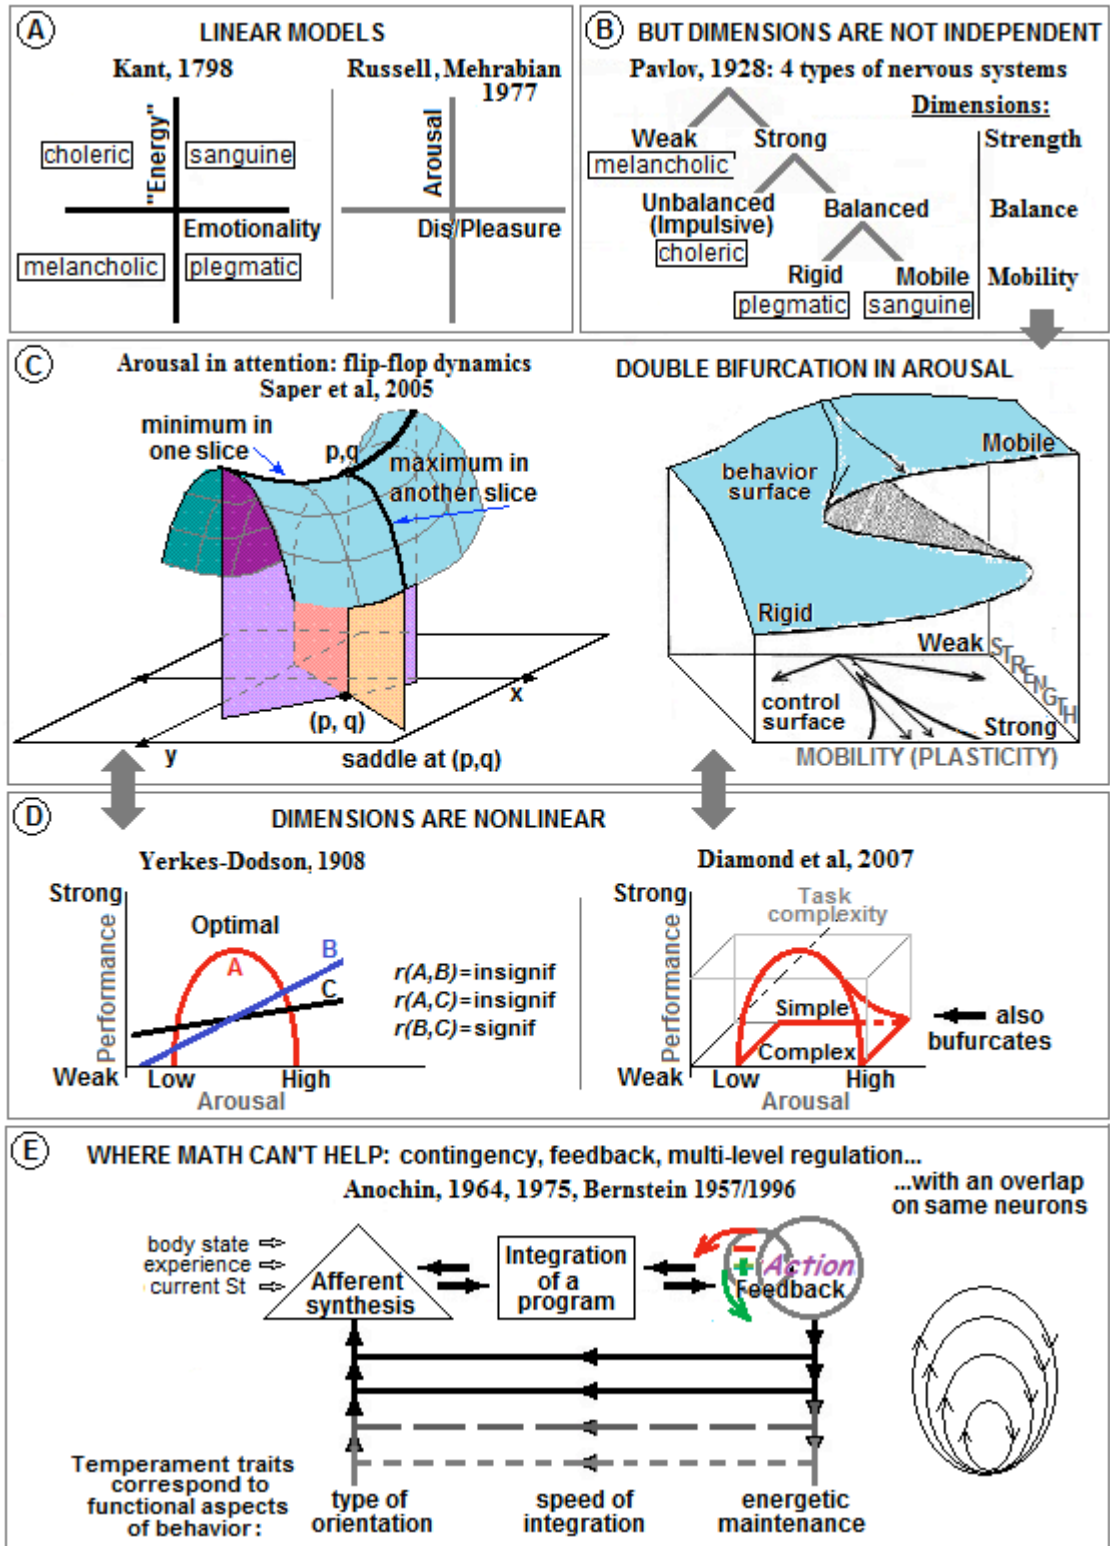 A
LINEAR MODELS
Kant, 1798
Russell, Mehrabian
1977
"Energy"
choleric
sanguine
Emotionality
melancholic
plegmatic
Arousal
Dis/Pleasure
B
BUT DIMENSIONS ARE NOT INDEPENDENT
Pavlov, 1928: 4 types of nervous systems
Dimensions:
Weak
Strong
Strength
melancholic
Unbalanced
(Impulsive)
Balanced
Balance
choleric
Rigid
Mobile
Mobility
plegmatic
sanguine
C
Arousal in attention: flip-flop dynamics
Saper et al, 2005
minimum in
one slice
p,q
maximum in
another slice
x
(p, q)
y
saddle at (p,q)
DOUBLE BIFURCATION IN AROUSAL
Mobile
behavior
surface
Rigid
Weak
STRENGTH
control
surface
Strong
MOBILITY (PLASTICITY)
D
DIMENSIONS ARE NONLINEAR
Yerkes-Dodson, 1908
Strong
Optimal
A
B
C
Performance
Weak
Low
High
Arousal
r(A,B)=insignif
r(A,C)=insignif
r(B,C)=signif
Diamond et al, 2007
Strong
Task
complexity
Performance
Simple
Complex
also
bufurcates
Weak
Low
High
Arousal
E
WHERE MATH CAN'T HELP: contingency, feedback, multi-level regulation...
Anochin, 1964, 1975, Bernstein 1957/1996
...with an overlap
on same neurons
body state
experience
current St
Afferent
synthesis
Integration
of a
program
Action
Feedback
Temperament traits
correspond to
functional aspects
of behavior :
type of
orientation
speed of
integration
energetic
maintenance